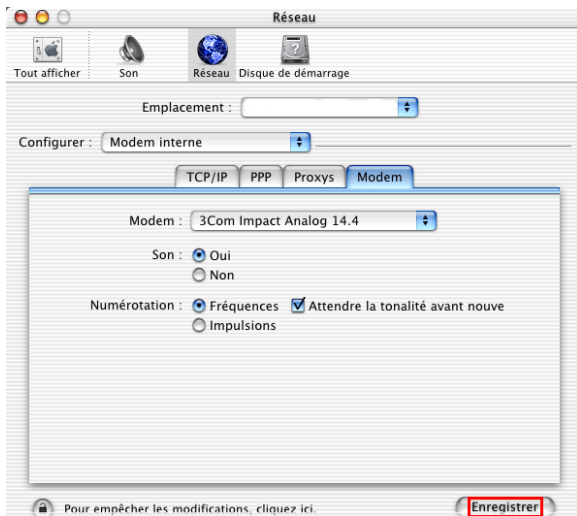 Réseau
Tout afficher Son Réseau Disque de démarrage
Emplacement :
Configurer : Modem interne
TCP/IP PPP Proxys Modem
Modem : 3Com Impact Analog 14.4
Son : Oui
Non
Numérotation : Fréquences Attendre la tonalité avant nouve
Impulsions
Pour empêcher les modifications, cliquez ici. Enregistrer